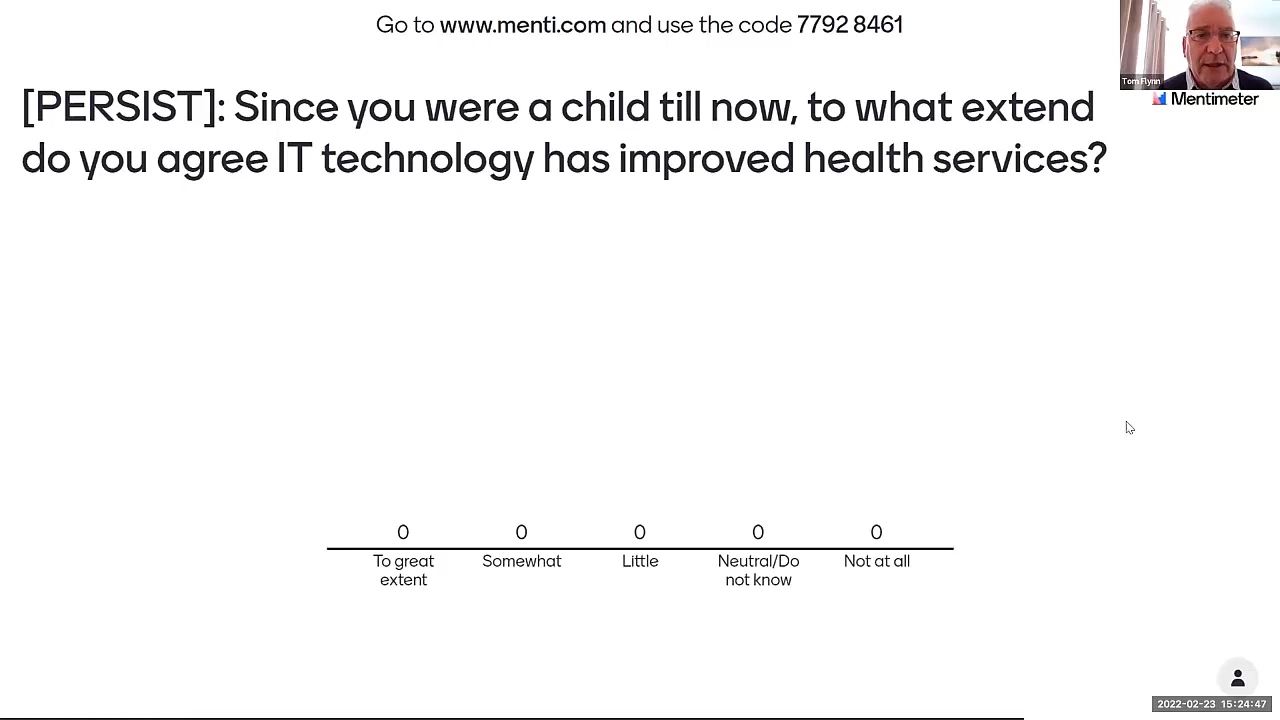 Go to www.menti.com and use the code 7792 8461
Tom Flynn
Mentimeter
[PERSIST]: Since you were a child till now, to what extend
do you agree IT technology has improved health services?
0 0 0 0 0
To great Somewhat Little Neutral/Do Not at all
extent not know
2022-02-23 15:24:47